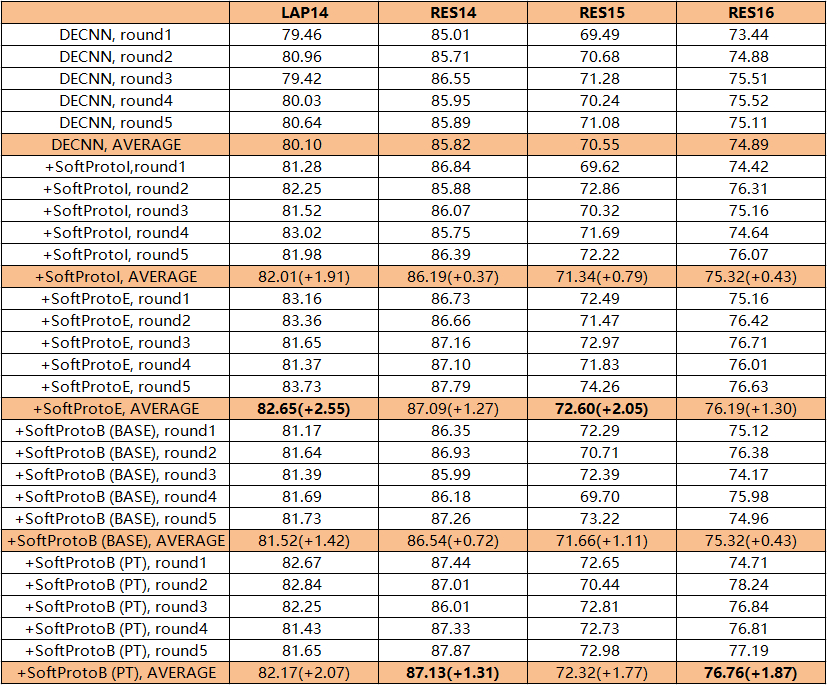 LAP14 RES14 RES15 RES16
DECNN, round1 79.46 85.01 69.49 73.44
DECNN, round2 80.96 85.71 70.68 74.88
DECNN, round3 79.42 86.55 71.28 75.51
DECNN, round4 80.03 85.95 70.24 75.52
DECNN, round5 80.64 85.89 71.08 75.11
DECNN, AVERAGE 80.10 85.82 70.55 74.89
+SoftProtoI,round1 81.28 86.84 69.62 74.42
+SoftProtoI, round2 82.25 85.88 72.86 76.31
+SoftProtoI, round3 81.52 86.07 70.32 75.16
+SoftProtoI, round4 83.02 85.75 71.69 74.64
+SoftProtoI, round5 81.98 86.39 72.22 76.07
+SoftProtoI, AVERAGE 82.01(+1.91) 86.19(+0.37) 71.34(+0.79) 75.32(+0.43)
+SoftProtoE, round1 83.16 86.73 72.49 75.16
+SoftProtoE, round2 83.36 86.66 71.47 76.42
+SoftProtoE, round3 81.65 87.16 72.97 76.71
+SoftProtoE, round4 81.37 87.10 71.83 76.01
+SoftProtoE, round5 83.73 87.79 74.26 76.63
+SoftProtoE, AVERAGE 82.65(+2.55) 87.09(+1.27) 72.60(+2.05) 76.19(+1.30)
+SoftProtoB (BASE), round1 81.17 86.35 72.29 75.12
+SoftProtoB (BASE), round2 81.64 86.93 70.71 76.38
+SoftProtoB (BASE), round3 81.39 85.99 72.39 74.17
+SoftProtoB (BASE), round4 81.69 86.18 69.70 75.98
+SoftProtoB (BASE), round5 81.73 87.26 73.22 74.96
+SoftProtoB (BASE), AVERAGE 81.52(+1.42) 86.54(+0.72) 71.66(+1.11) 75.32(+0.43)
+SoftProtoB (PT), round1 82.67 87.44 72.65 74.71
+SoftProtoB (PT), round2 82.84 87.01 70.44 78.24
+SoftProtoB (PT), round3 82.25 86.01 72.81 76.84
+SoftProtoB (PT), round4 81.43 87.33 72.73 76.81
+SoftProtoB (PT), round5 81.65 87.87 72.98 77.19
+SoftProtoB (PT), AVERAGE 82.17(+2.07) 87.13(+1.31) 72.32(+1.77) 76.76(+1.87)